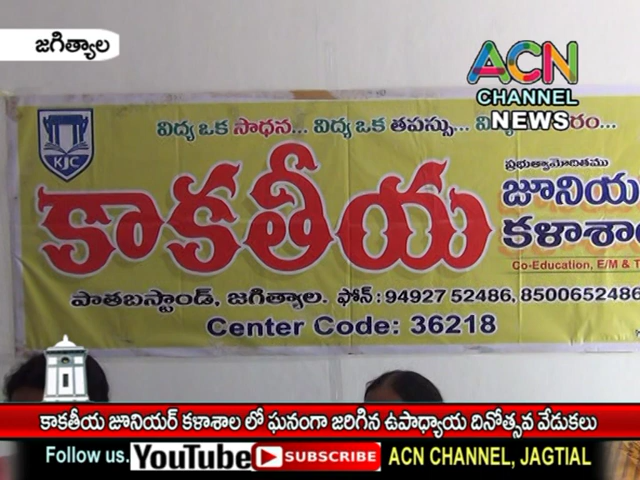 జగిత్యాల
ACN
CHANNEL
NEWS
విద్య ఒక సాధన... విద్య ఒక తపస్సు...
KJC
కాకతీయ
ప్రభుత్వామోదితము
జూనియ
కళాశా
Co-Education, E/M & T
పాతబస్టాండ్, జగిత్యాల. ఫోన్ : 94927 52486, 8500652486
Center Code: 36218
కాకతీయ జూనియర్ కళాశాల లో ఘనంగా జరిగిన ఉపాధ్యాయ దినోత్సవ వేడుకలు
Follow us. YouTube SUBSCRIBE ACN CHANNEL, JAGTIAL